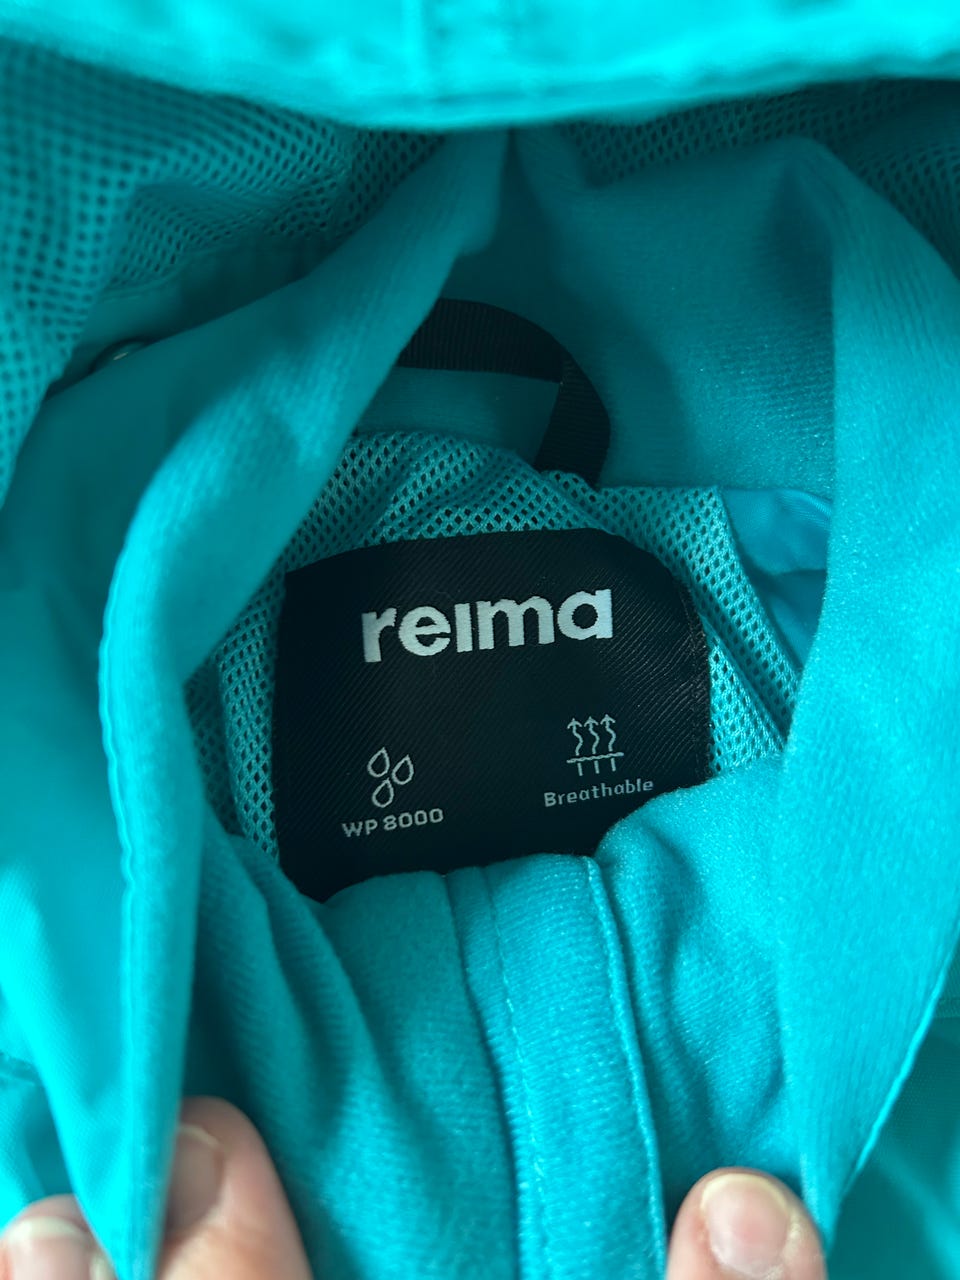 reima
WP 8000
Breathable